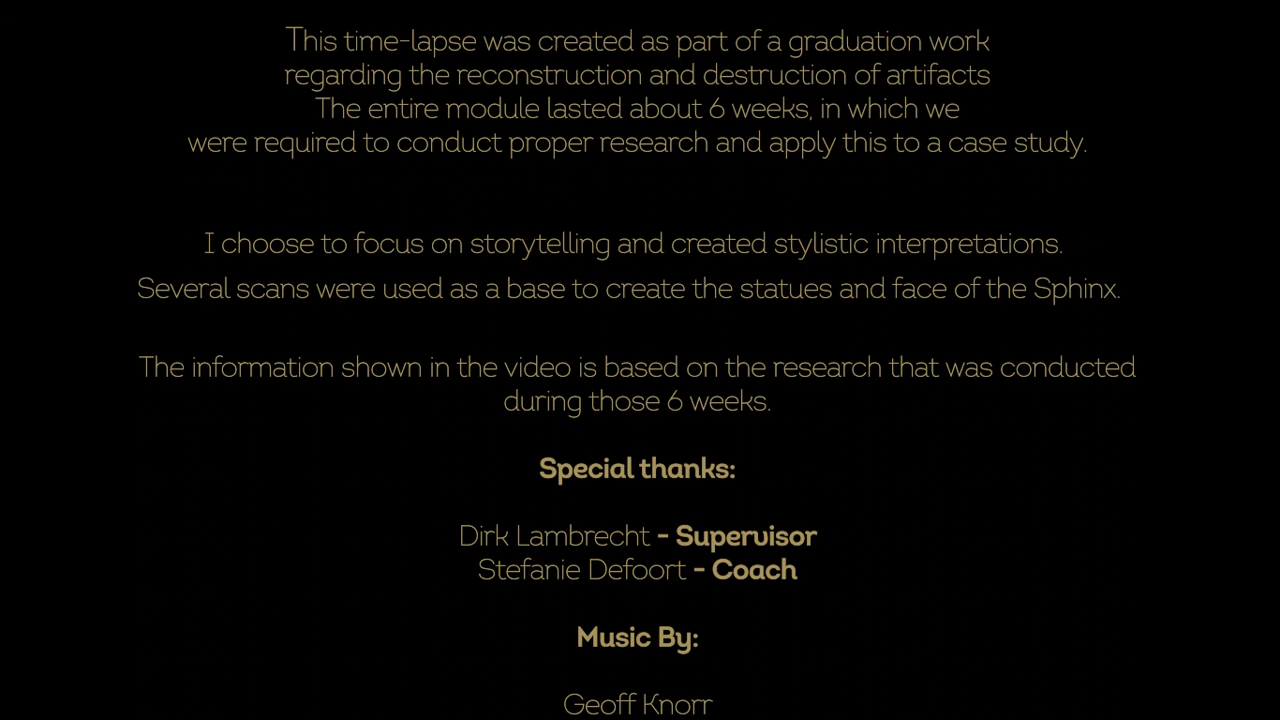 This time-lapse was created as part of a graduation work
regarding the reconstruction and destruction of artifacts
The entire module lasted about 6 weeks, in which we
were required to conduct proper research and apply this to a case study.
I choose to focus on storytelling and created stylistic interpretations.
Several scans were used as a base to create the statues and face of the Sphinx.
The information shown in the video is based on the research that was conducted
during those 6 weeks.
Special thanks:
Dirk Lambrecht - Supervisor
Stefanie Defoort - Coach
Music By:
Geoff Knorr